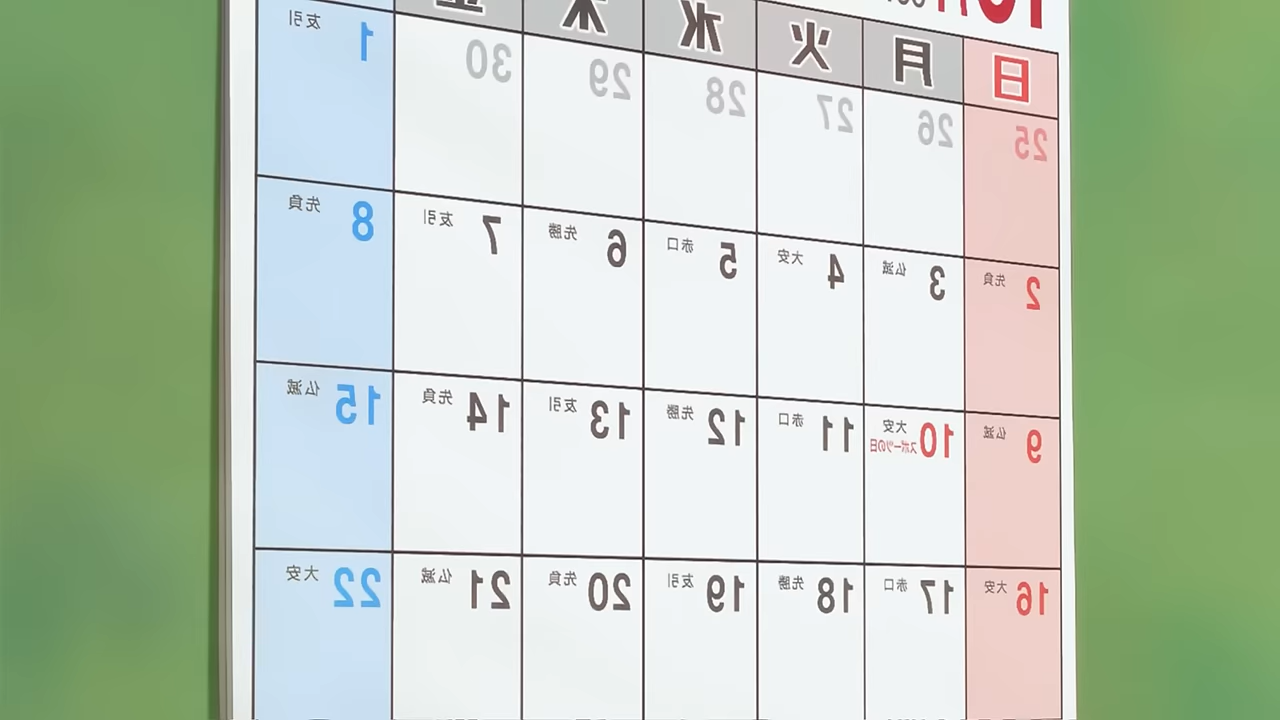 10月
日 月 火 水 木 金
25 26 27 28 29 30 1 友引
2 先負 3 仏滅 4 大安 5 赤口 6 先勝 7 友引 8 先負
9 仏滅 10 大安 11 赤口 12 先勝 13 友引 14 先負 15 仏滅
スポーツの日
16 大安 17 赤口 18 先勝 19 友引 20 先負 21 仏滅 22 大安